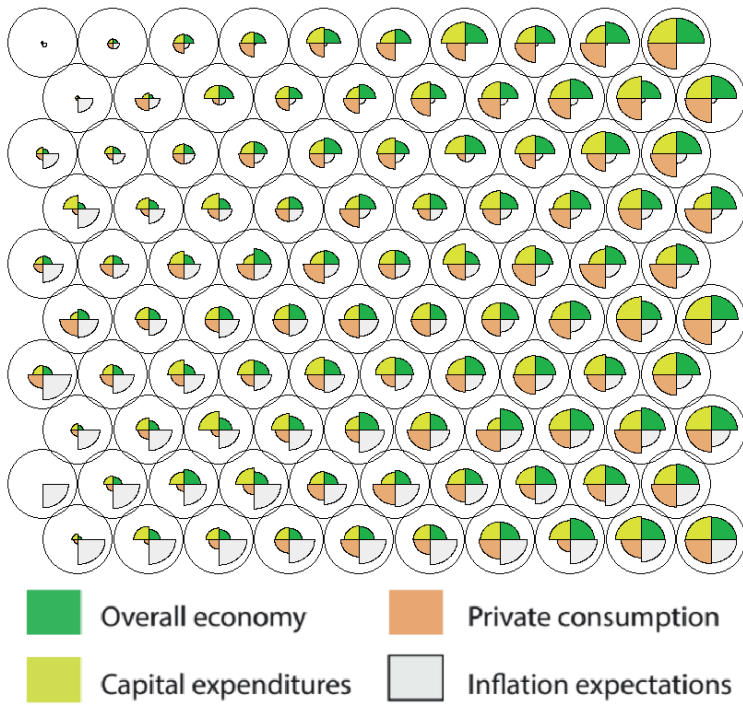 Overall economy
Private consumption
Capital expenditures
Inflation expectations